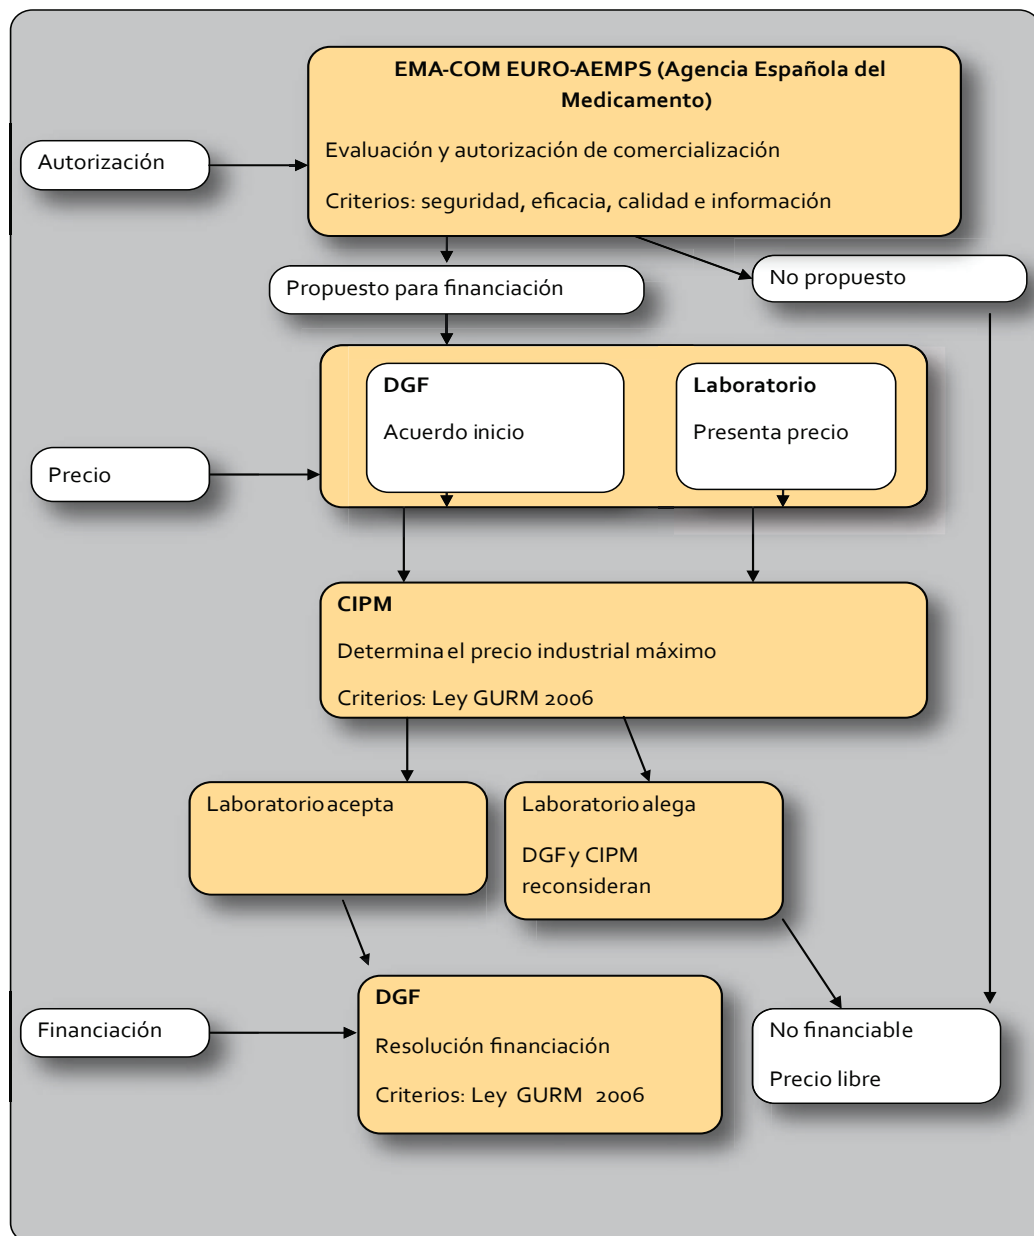 EMA-COM EURO-AEMPS (Agencia Española del
Medicamento)
Autorización
Evaluación y autorización de comercialización
Criterios: seguridad, eficacia, calidad e información
Propuesto para financiación
No propuesto
DGF
Acuerdo inicio
Laboratorio
Presenta precio
Precio
CIPM
Determina el precio industrial máximo
Criterios: Ley GURM 2006
Laboratorio acepta
Laboratorio alega
DGF y CIPM
reconsideran
Financiación
DGF
Resolución financiación
Criterios: Ley GURM 2006
No financiable
Precio libre